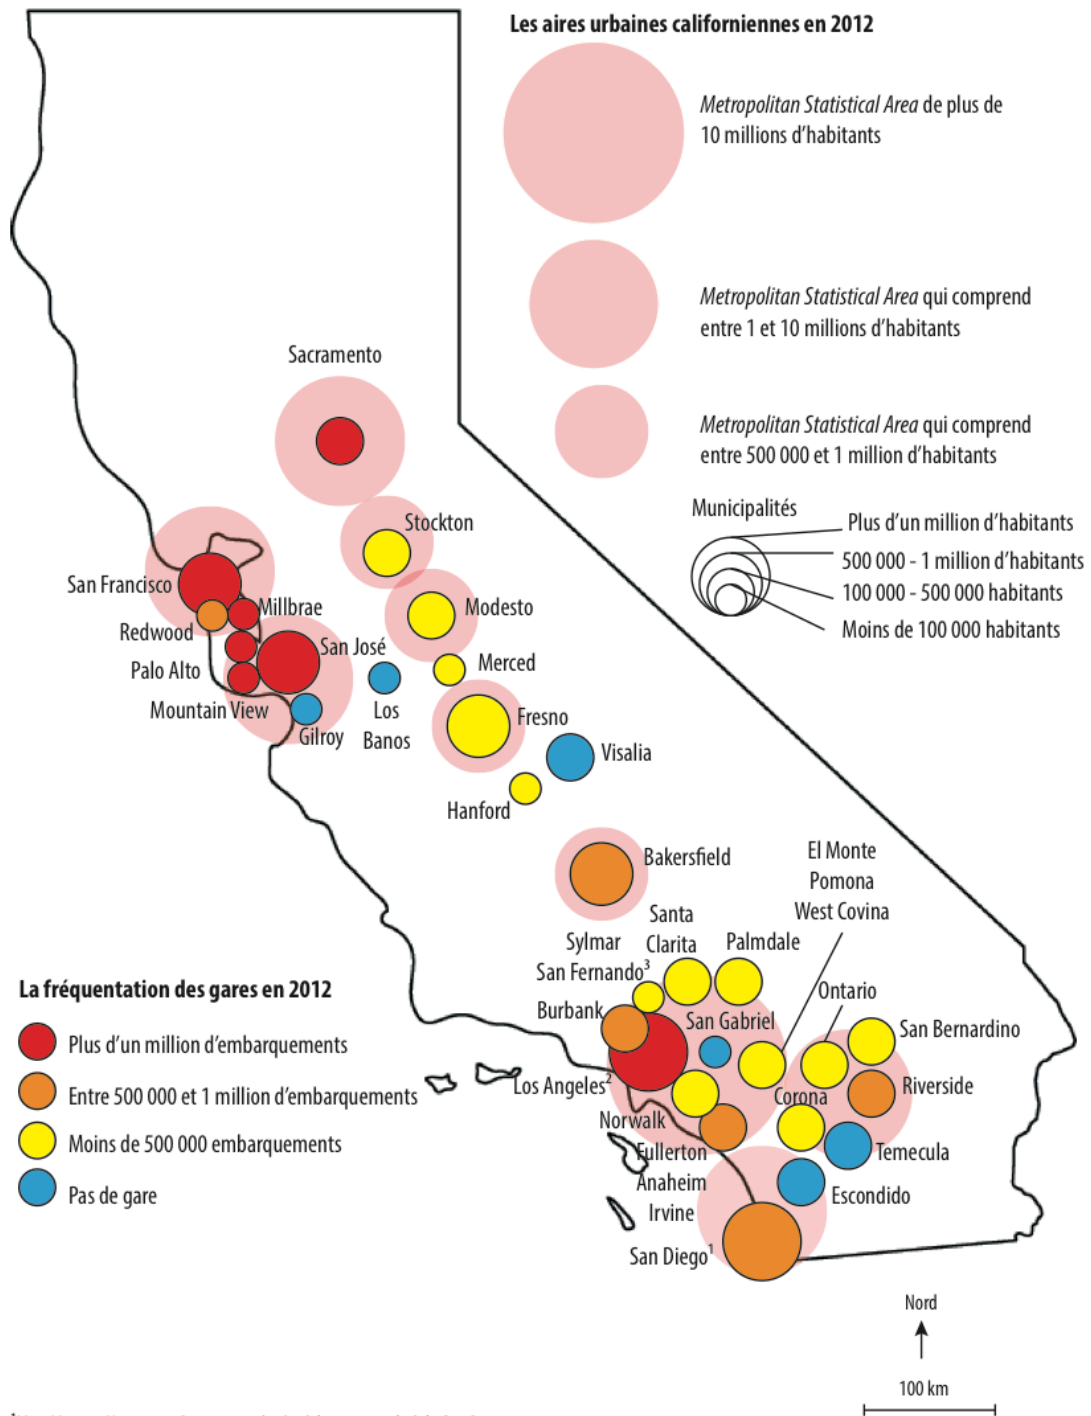 Les aires urbaines californiennes en 2012
Metropolitan Statistical Area de plus de
10 millions d'habitants
Metropolitan Statistical Area qui comprend
entre 1 et 10 millions d'habitants
Metropolitan Statistical Area qui comprend
entre 500 000 et 1 million d'habitants
Municipalités
Plus d'un million d'habitants
500 000 - 1 million d'habitants
100 000 - 500 000 habitants
Moins de 100 000 habitants
Sacramento
Stockton
San Francisco
Millbrae
Modesto
Redwood
San José
Palo Alto
Merced
Mountain View
Los
Banos
Gilroy
Fresno
Visalia
Hanford
Bakersfield
El Monte
Pomona
West Covina
Santa
Clarita
Palmdale
Sylmar
San Fernando³
Burbank
Ontario
San Gabriel
San Bernardino
Los Angeles²
Corona
Riverside
Norwalk
Fullerton
Anaheim
Irvine
Temecula
Escondido
San Diego¹
La fréquentation des gares en 2012
Plus d'un million d'embarquements
Entre 500 000 et 1 million d'embarquements
Moins de 500 000 embarquements
Pas de gare
Nord
100 km